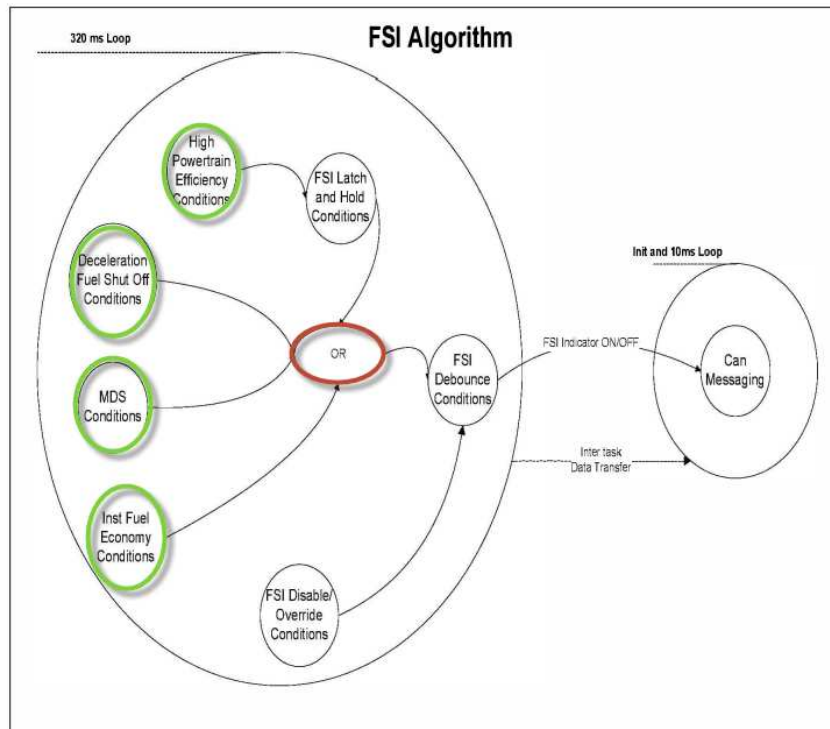 FSI Algorithm
320 ms Loop
High
Powertrain
Efficiency
Conditions
FSI Latch
and Hold
Conditions
Deceleration
Fuel Shut Off
Conditions
Init and 10ms Loop
OR
FSI
Debounce
Conditions
FSI Indicator ON/OFF
Can
Messaging
MDS
Conditions
Inter task
Data Transfer
Inst Fuel
Economy
Conditions
FSI Disable/
Override
Conditions